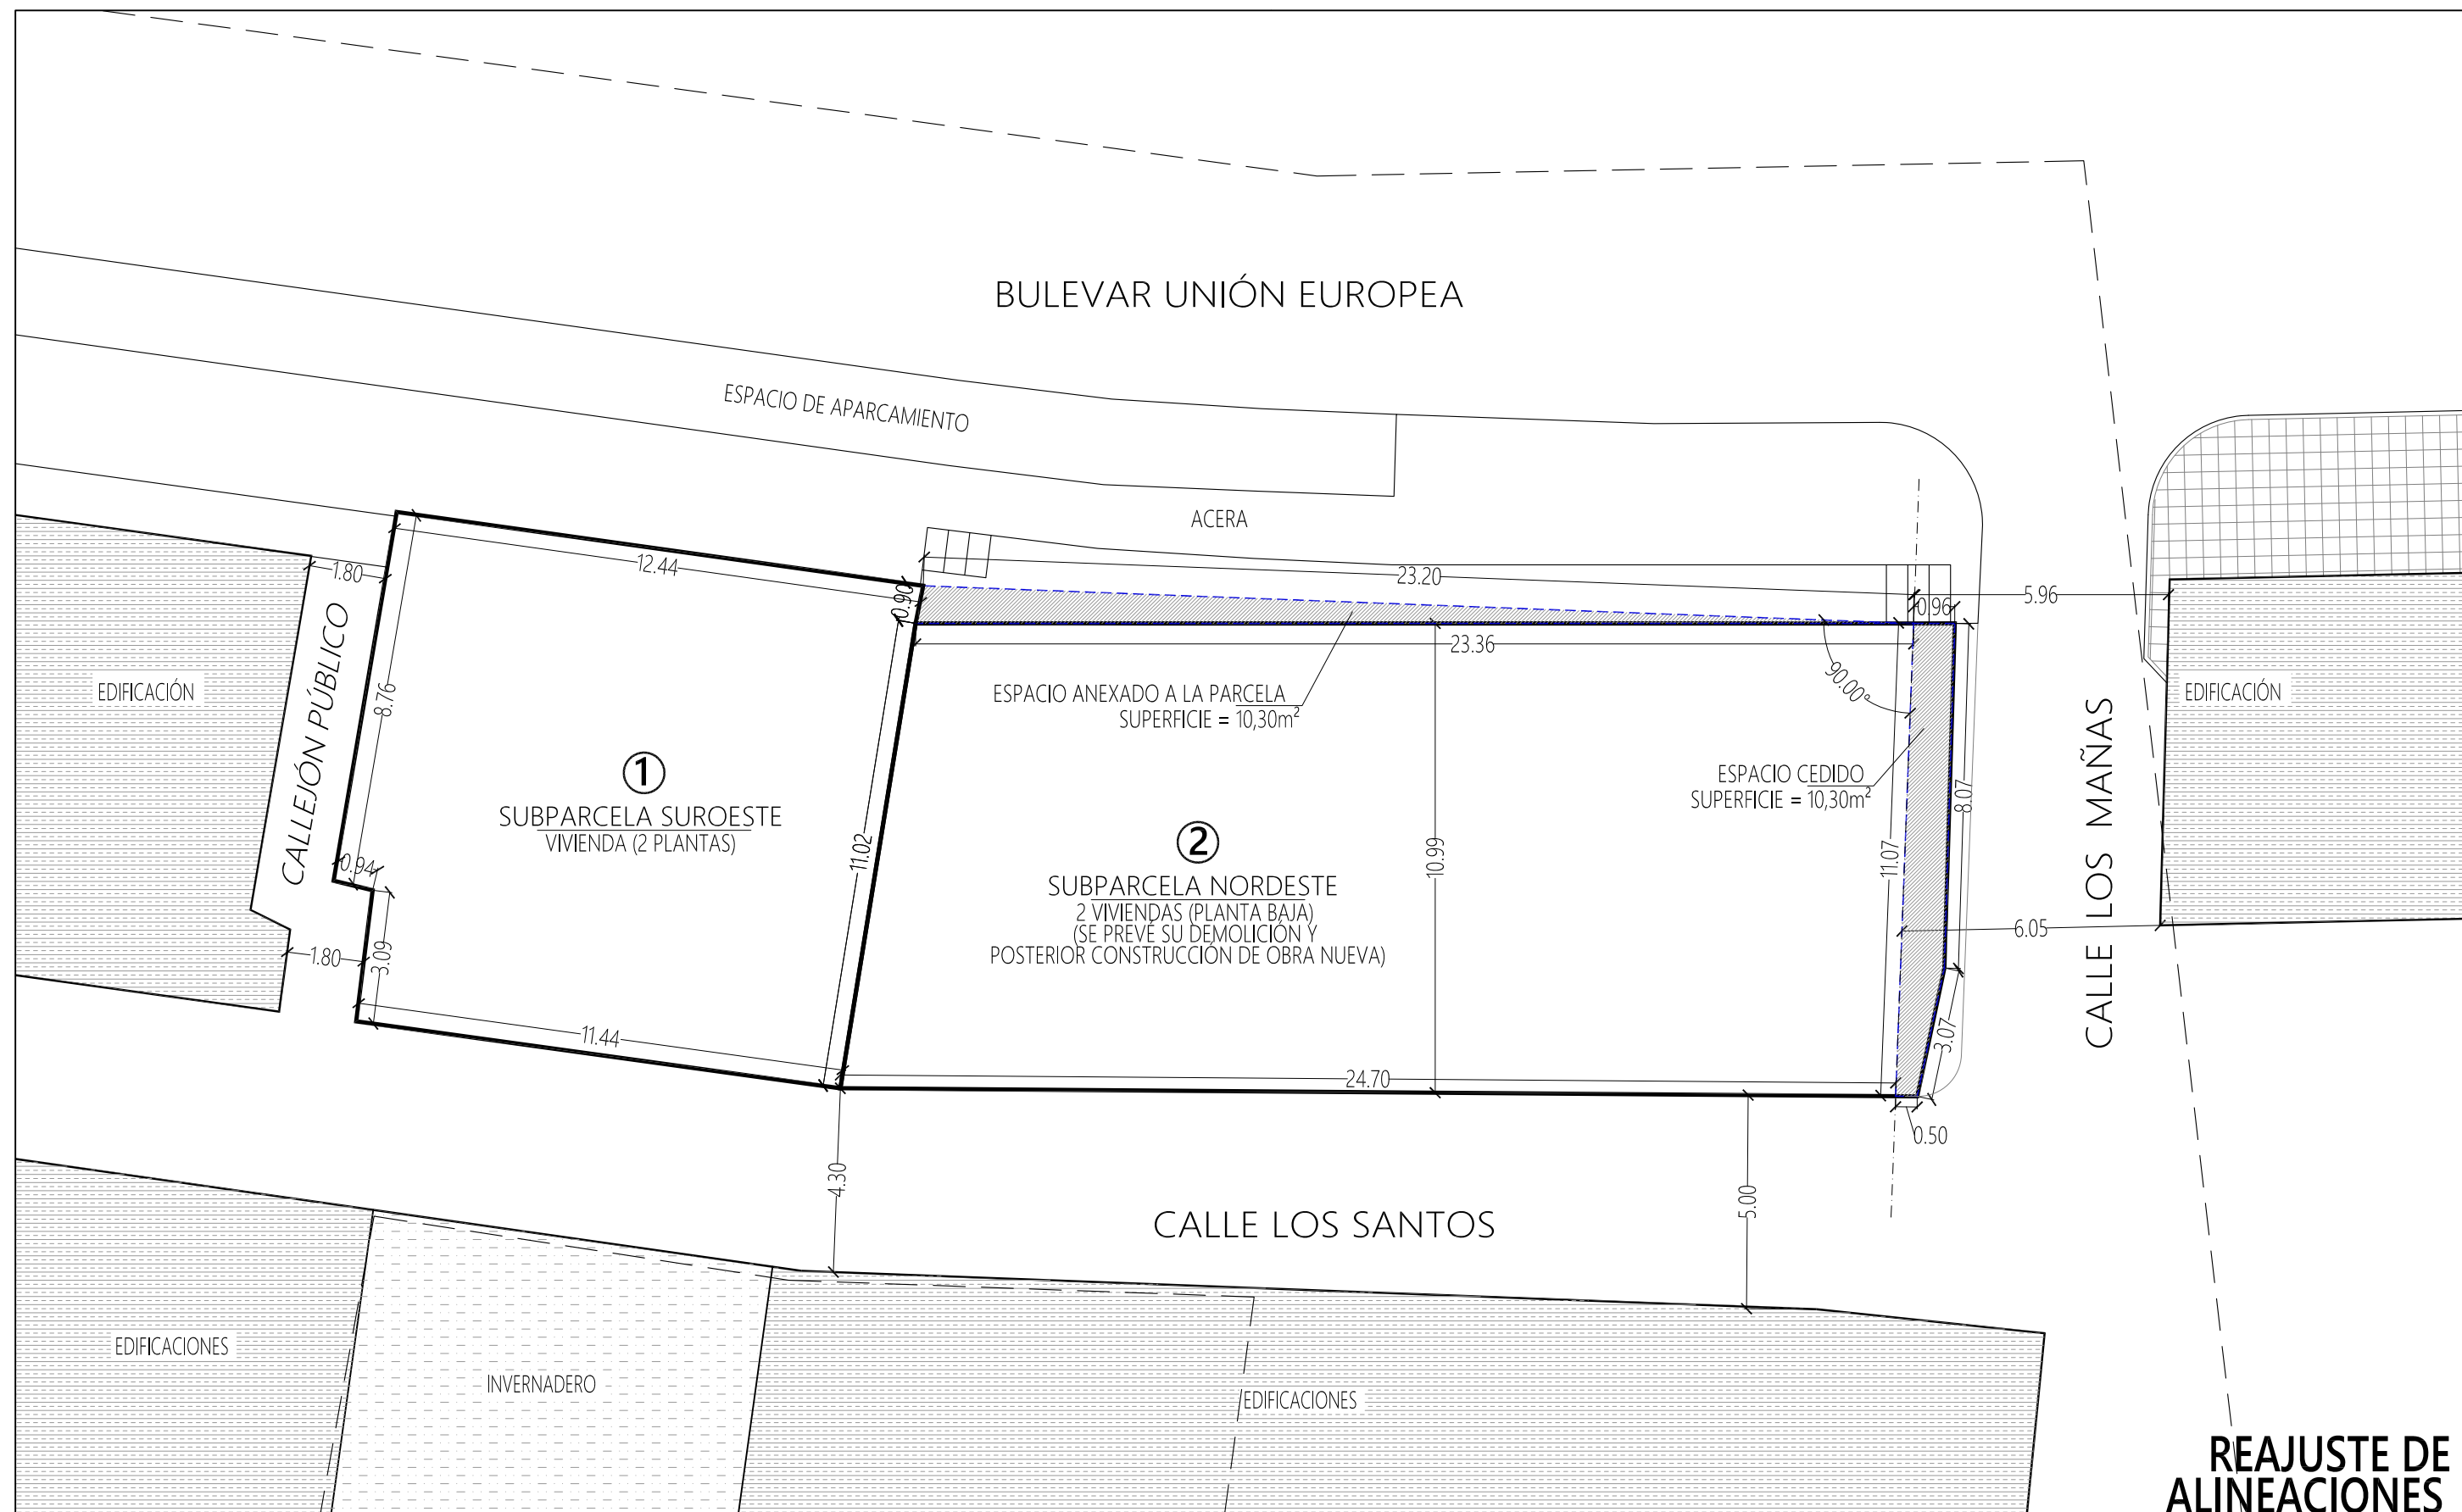 BULEVAR UNIÓN EUROPEA
ESPACIO DE APARCAMIENTO
ACERA
12.44
1.80
0.90
23.20
0.96
5.96
23.36
90.00°
EDIFICACIÓN
CALLEJÓN PÚBLICO
8.76
ESPACIO ANEXADO A LA PARCELA
SUPERFICIE = 10,30m²
EDIFICACIÓN
1
SUBPARCELA SUROESTE
VIVIENDA (2 PLANTAS)
ESPACIO CEDIDO
SUPERFICIE = 10,30m²
8.07
CALLE LOS MAÑAS
11.02
2
SUBPARCELA NORDESTE
2 VIVIENDAS (PLANTA BAJA)
(SE PREVÉ SU DEMOLICIÓN Y
POSTERIOR CONSTRUCCIÓN DE OBRA NUEVA)
10.99
11.07
0.94
3.09
1.80
6.05
3.07
11.44
24.70
0.50
4.30
5.00
CALLE LOS SANTOS
EDIFICACIONES
INVERNADERO
EDIFICACIONES
REAJUSTE DE
ALINEACIONES